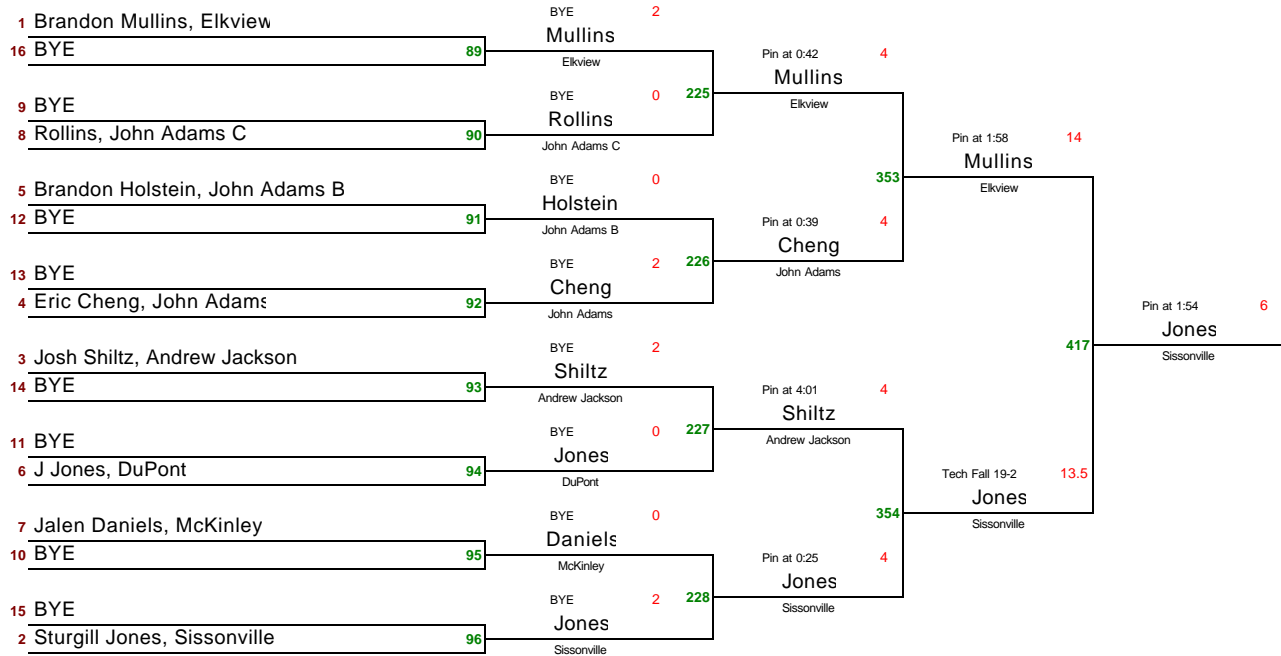 1 Brandon Mullins, Elkview
16 BYE 89
9 BYE
8 Rollins, John Adams C 90
5 Brandon Holstein, John Adams B
12 BYE 91
13 BYE
4 Eric Cheng, John Adams 92
3 Josh Shiltz, Andrew Jackson
14 BYE 93
11 BYE
6 J Jones, DuPont 94
7 Jalen Daniels, McKinley
10 BYE 95
15 BYE
2 Sturgill Jones, Sissonville 96
BYE 2
Mullins
Elkview
BYE 0 225
Rollins
John Adams C
BYE 0
Holstein
John Adams B
BYE 2 226
Cheng
John Adams
BYE 2
Shiltz
Andrew Jackson
BYE 0 227
Jones
DuPont
BYE 0
Daniels
McKinley
BYE 2 228
Jones
Sissonville
Pin at 0:42 4
Mullins
Elkview
353
Pin at 0:39 4
Cheng
John Adams
Pin at 4:01 4
Shiltz
Andrew Jackson
354
Pin at 0:25 4
Jones
Sissonville
Pin at 1:58 14
Mullins
Elkview
417
Tech Fall 19-2 13.5
Jones
Sissonville
Pin at 1:54 6
Jones
Sissonville